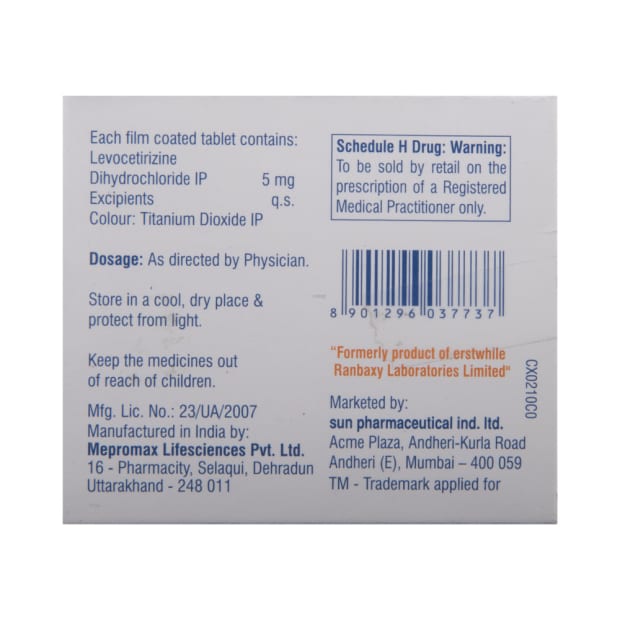 Each film coated tablet contains:
Levocetirizine
Dihydrochloride IP 5 mg
Excipients q.s.
Colour: Titanium Dioxide IP
Dosage: As directed by Physician.
Store in a cool, dry place &
protect from light.
Keep the medicines out
of reach of children.
Mfg. Lic. No.: 23/UA/2007
Manufactured in India by:
Mepromax Lifesciences Pvt. Ltd.
16 - Pharmacity, Selaqui, Dehradun
Uttarakhand - 248 011
Schedule H Drug: Warning:
To be sold by retail on the
prescription of a Registered
Medical Practitioner only.
8 901296 037737
"Formerly product of erstwhile
Ranbaxy Laboratories Limited"
CX0210C0
Marketed by:
sun pharmaceutical ind. ltd.
Acme Plaza, Andheri-Kurla Road
Andheri (E), Mumbai – 400 059
TM - Trademark applied for